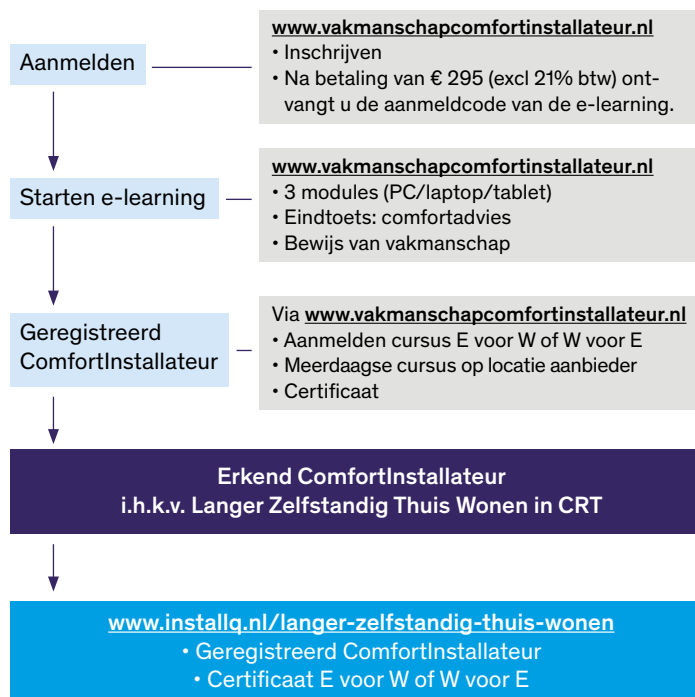 Aanmelden
www.vakmanschapcomfortinstallateur.nl
• Inschrijven
• Na betaling van € 295 (excl 21% btw) ont-
vangt u de aanmeldcode van de e-learning.
Starten e-learning
www.vakmanschapcomfortinstallateur.nl
• 3 modules (PC/laptop/tablet)
• Eindtoets: comfortadvies
• Bewijs van vakmanschap
Geregistreerd
ComfortInstallateur
Via www.vakmanschapcomfortinstallateur.nl
• Aanmelden cursus E voor W of W voor E
• Meerdaagse cursus op locatie aanbieder
• Certificaat
Erkend ComfortInstallateur
i.h.k.v. Langer Zelfstandig Thuis Wonen in CRT
www.installq.nl/langer-zelfstandig-thuis-wonen
• Geregistreerd ComfortInstallateur
• Certificaat E voor W of W voor E